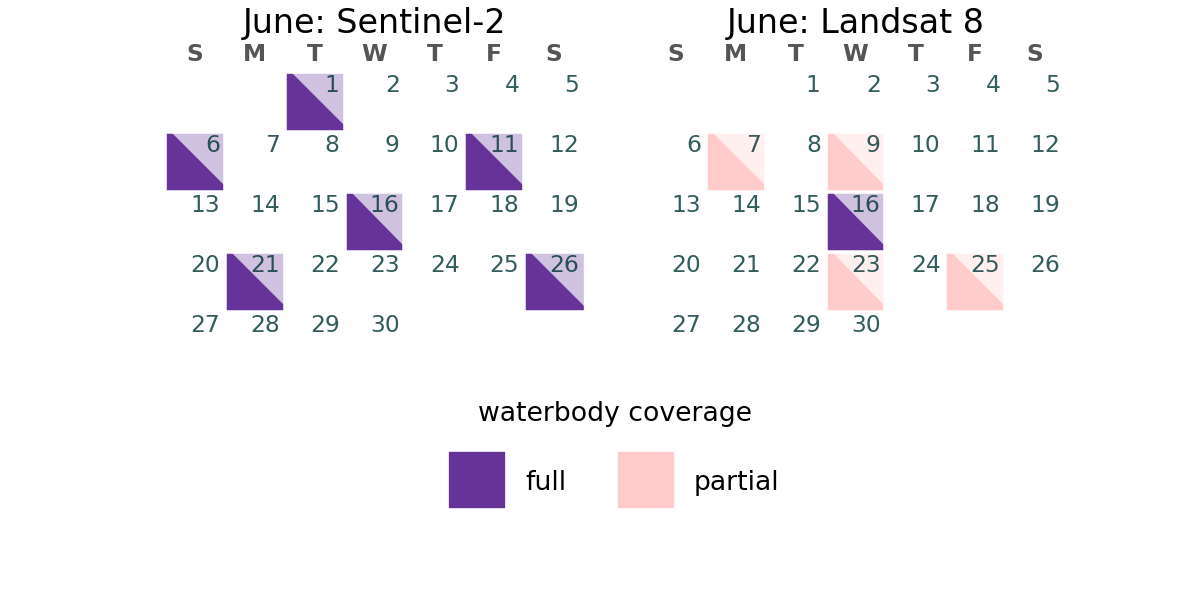 June: Sentinel-2
S M T W T F S
1 2 3 4 5
6 7 8 9 10 11 12
13 14 15 16 17 18 19
20 21 22 23 24 25 26
27 28 29 30
June: Landsat 8
S M T W T F S
1 2 3 4 5
6 7 8 9 10 11 12
13 14 15 16 17 18 19
20 21 22 23 24 25 26
27 28 29 30
waterbody coverage
full partial